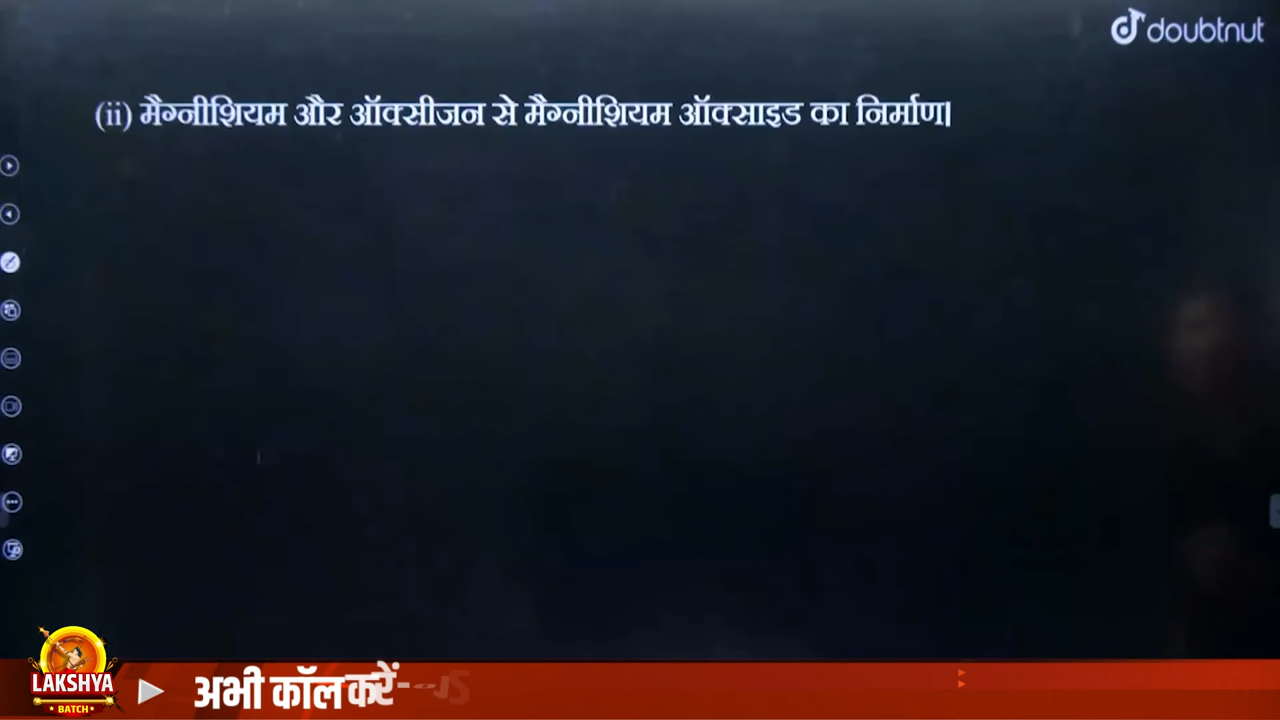 doubtnut
(ii) मैग्नीशियम और ऑक्सीजन से मैग्नीशियम ऑक्साइड का निर्माण।
LAKSHYA
BATCH
अभी कॉल करें-